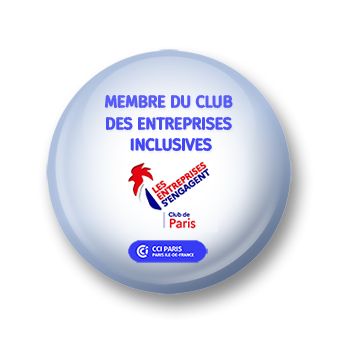 MEMBRE DU CLUB
DES ENTREPRISES
INCLUSIVES
LES
ENTREPRISES
S'ENGAGENT
Club de
Paris
CCI PARIS
PARIS ILE-DE-FRANCE